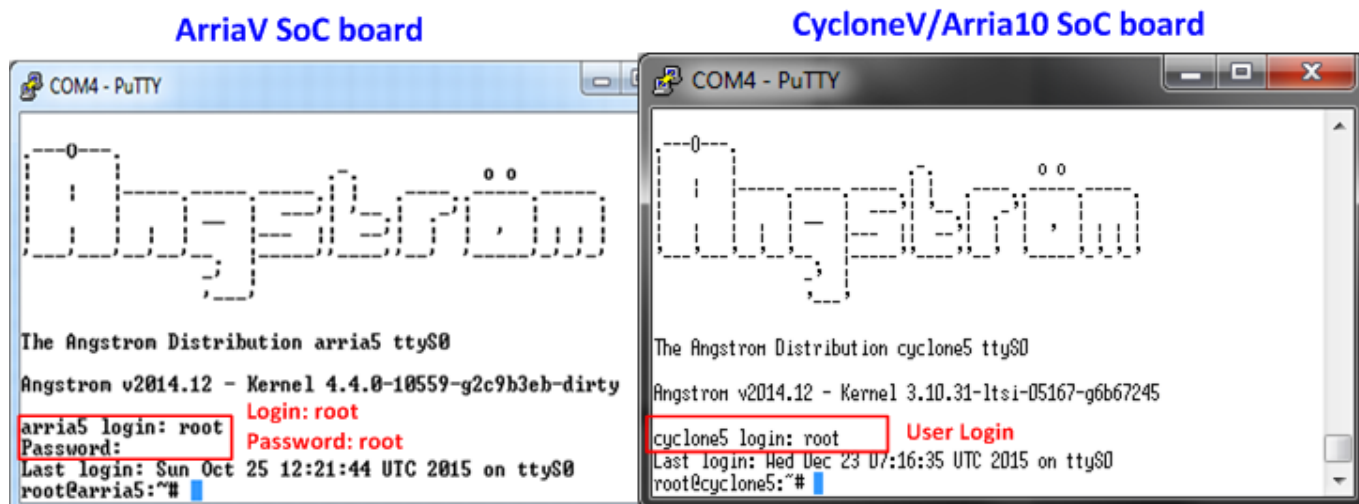 ArriaV SoC board
COM4 - PuTTY
The Angstrom Distribution arria5 ttyS0
Angstrom v2014.12 - Kernel 4.4.0-10559-g2c9b3eb-dirty
arria5 login: root
Login: root
Password:
Password: root
Last login: Sun Oct 25 12:21:44 UTC 2015 on ttyS0
root@arria5:~#
CycloneV/Arria10 SoC board
COM4 - PuTTY
The Angstrom Distribution cyclone5 ttyS0
Angstrom v2014.12 - Kernel 3.10.31-ltsi-05167-g6b67245
cyclone5 login: root
User Login
Last login: Wed Dec 23 07:16:35 UTC 2015 on ttyS0
root@cyclone5:~#